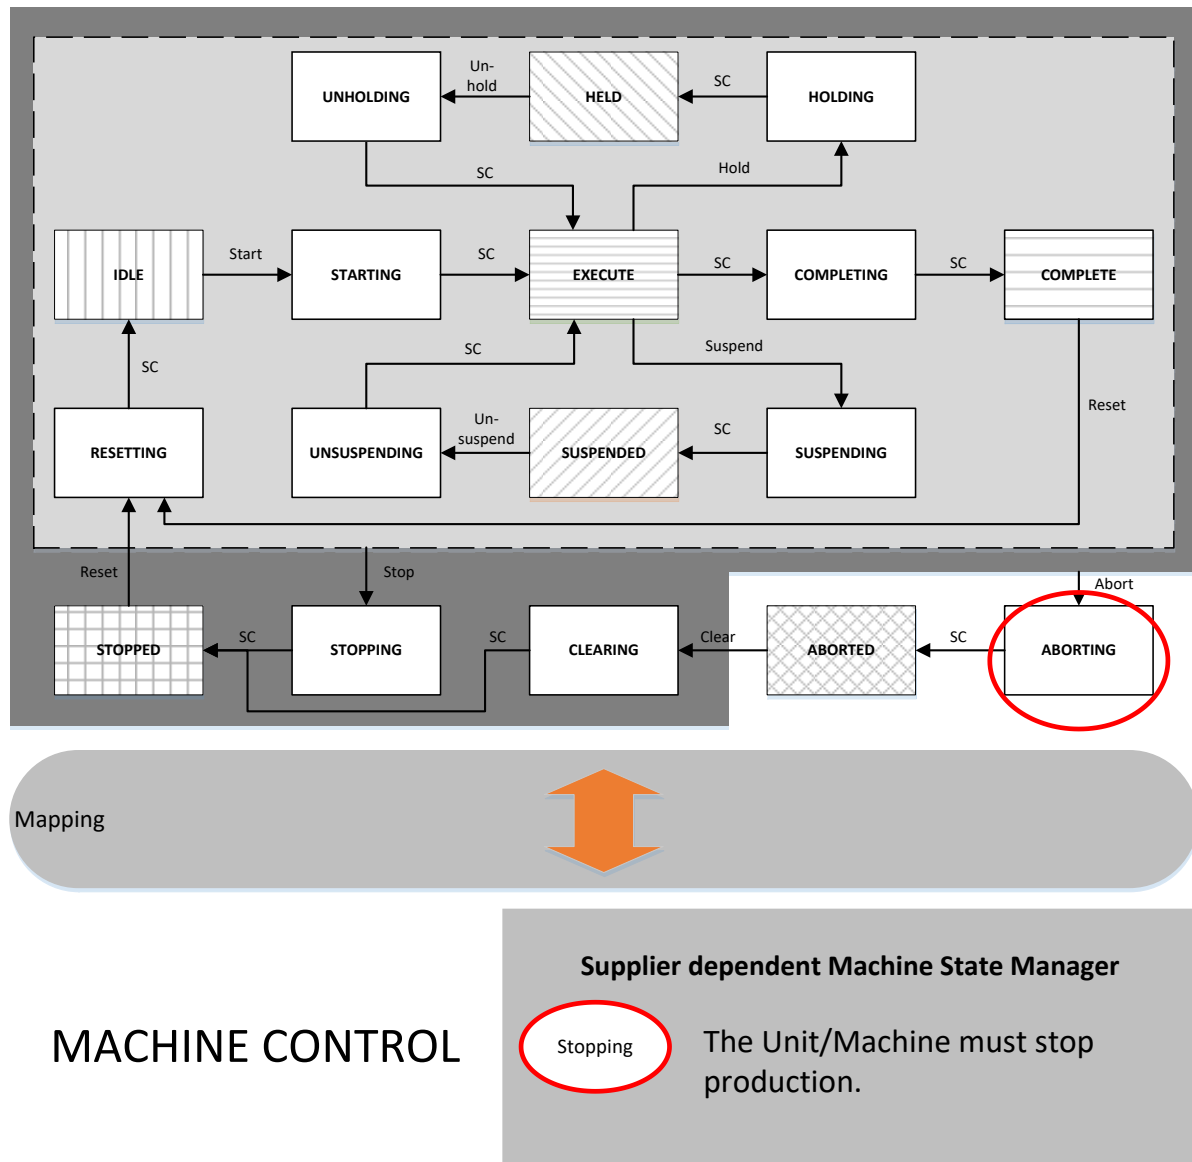 Un-
hold
SC
UNHOLDING
HELD
HOLDING
SC
Hold
Start
SC
SC
SC
IDLE
STARTING
EXECUTE
COMPLETING
COMPLETE
SC
SC
Suspend
Un-
suspend
SC
Reset
RESETTING
UNSUSPENDING
SUSPENDED
SUSPENDING
Reset
Stop
Abort
SC
SC
Clear
SC
STOPPED
STOPPING
CLEARING
ABORTED
ABORTING
Mapping
Supplier dependent Machine State Manager
MACHINE CONTROL
Stopping
The Unit/Machine must stop
production.